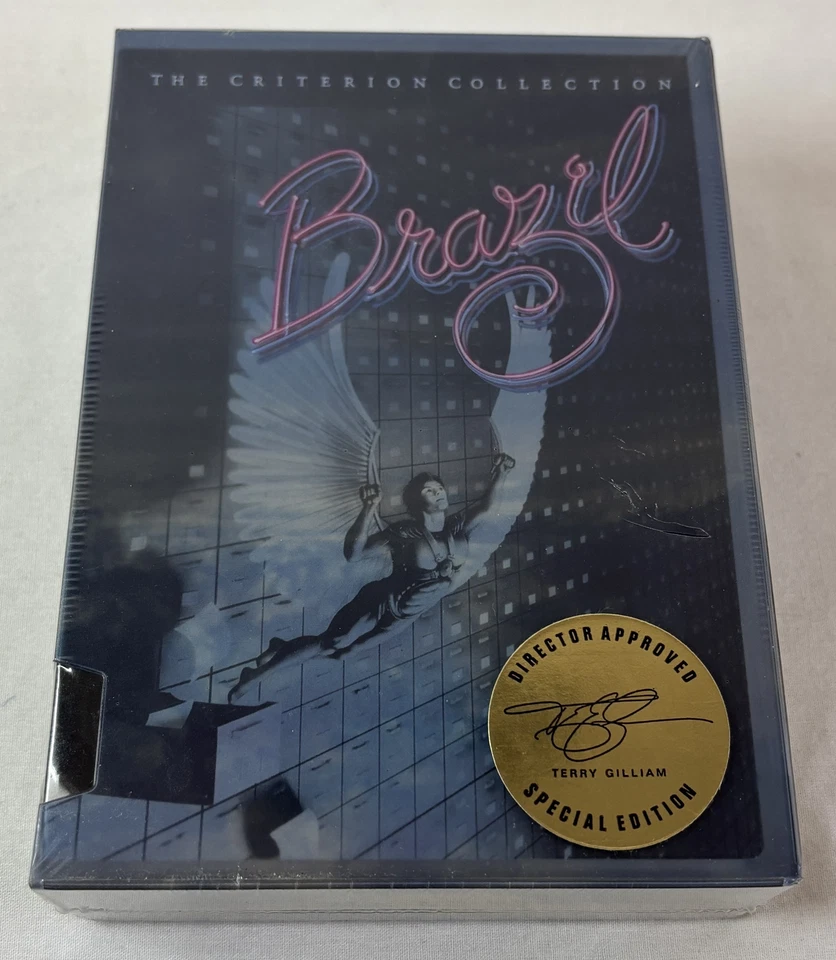 THE CRITERION COLLECTION
Brazil
DIRECTOR APPROVED
TERRY GILLIAM
SPECIAL EDITION